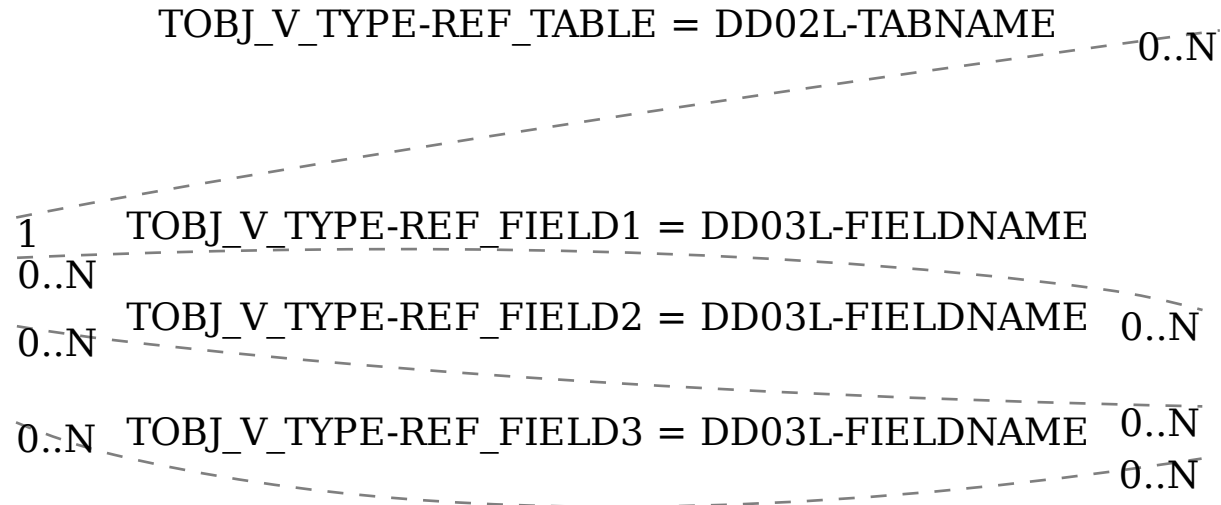 TOBJ_V_TYPE-REF_TABLE = DD02L-TABNAME
0..N
1
TOBJ_V_TYPE-REF_FIELD1 = DD03L-FIELDNAME
0..N
TOBJ_V_TYPE-REF_FIELD2 = DD03L-FIELDNAME
0..N
0..N
TOBJ_V_TYPE-REF_FIELD3 = DD03L-FIELDNAME
0..N
0..N
0..N